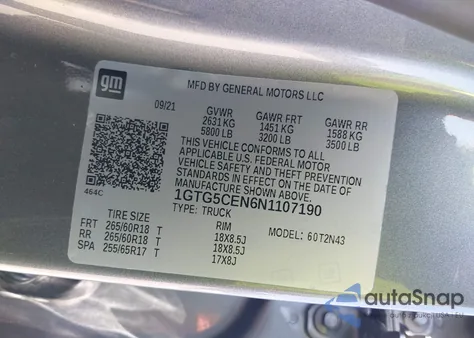 gm
MFD BY GENERAL MOTORS LLC
09/21
GVWR GAWR FRT GAWR RR
2631 KG 1451 KG 1588 KG
5800 LB 3200 LB 3500 LB
THIS VEHICLE CONFORMS TO ALL
APPLICABLE U.S. FEDERAL MOTOR
VEHICLE SAFETY AND THEFT
PREVENTION STANDARDS IN
EFFECT ON THE DATE OF
MANUFACTURE SHOWN ABOVE.
464C
1GTG5CEN6N1107190
TYPE: TRUCK
MODEL: 60T2N43
TIRE SIZE RIM
FRT 265/60R18 T 18X8.5J
RR 265/60R18 T 18X8.5J
SPA 255/65R17 T 17X8J
autaSnap